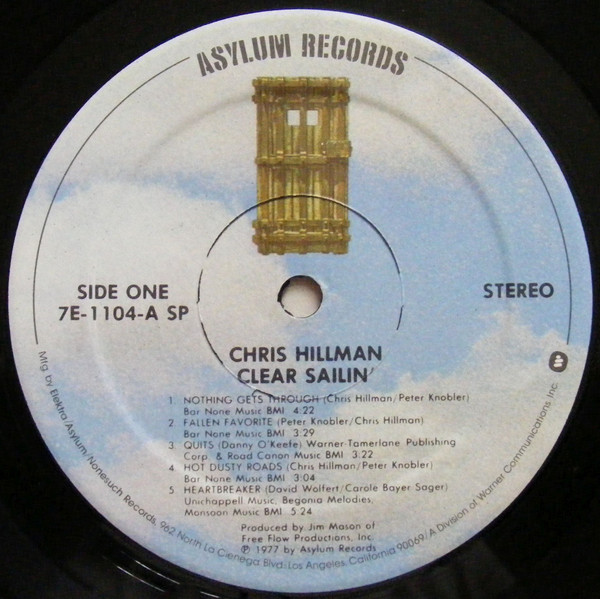 ASYLUM RECORDS
SIDE ONE
7E-1104-A SP
STEREO
CHRIS HILLMAN
CLEAR SAILIN'
1. NOTHING GETS THROUGH (Chris Hillman/Peter Knobler)
Bar None Music BMI 4:22
2. FALLEN FAVORITE (Peter Knobler/Chris Hillman)
Bar None Music BMI 3:29
3. QUITS (Danny O'Keefe) Warner-Tamerlane Publishing
Corp. & Road Canon Music BMI 3:22
4. HOT DUSTY ROADS (Chris Hillman/Peter Knobler)
Bar None Music BMI 3:04
5. HEARTBREAKER (David Wolfert/Carole Bayer Sager)
Unichappell Music, Begonia Melodies,
Monsoon Music BMI 5:24
Produced by Jim Mason of
Free Flow Productions, Inc.
℗ 1977 by Asylum Records
Mfg. by Elektra/Asylum/Nonesuch Records, 962 North La Cienega Blvd., Los Angeles, California 90069. A Division of Warner Communications Inc.